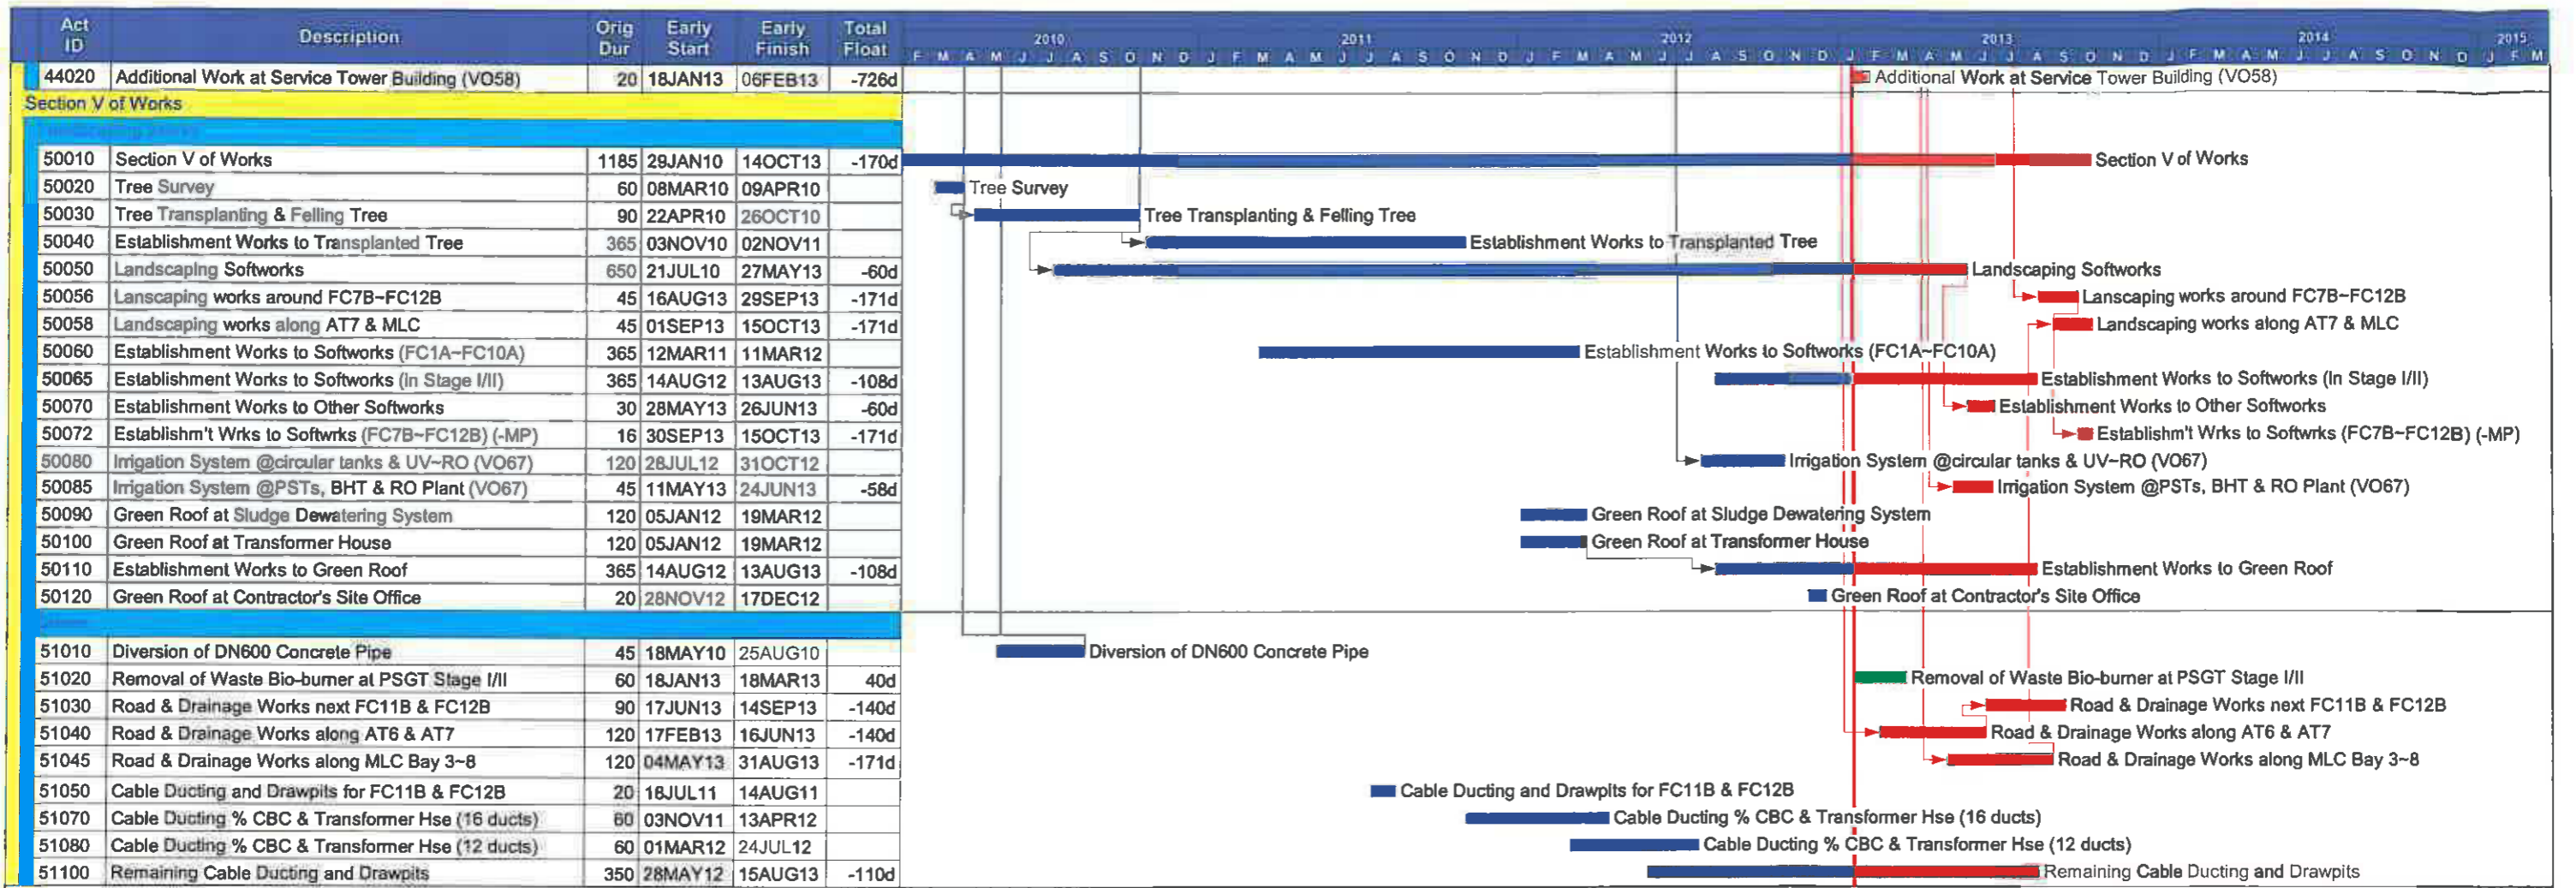 Act ID Description Orig Dur Early Start Early Finish Total Float
2010 2011 2012 2013 2014 2015
F M A M J J A S O N D J F M A M J J A S O N D J F M A M J J A S O N D J F M A M J J A S O N D J F M A M J J A S O N D J F M
44020 Additional Work at Service Tower Building (VO58) 20 18JAN13 06FEB13 -726d Additional Work at Service Tower Building (VO58)
Section V of Works
50010 Section V of Works 1185 29JAN10 14OCT13 -170d Section V of Works
50020 Tree Survey 60 08MAR10 09APR10 Tree Survey
50030 Tree Transplanting & Felling Tree 90 22APR10 26OCT10 Tree Transplanting & Felling Tree
50040 Establishment Works to Transplanted Tree 365 03NOV10 02NOV11 Establishment Works to Transplanted Tree
50050 Landscaping Softworks 650 21JUL10 27MAY13 -60d Landscaping Softworks
50056 Lanscaping works around FC7B~FC12B 45 16AUG13 29SEP13 -171d Lanscaping works around FC7B~FC12B
50058 Landscaping works along AT7 & MLC 45 01SEP13 15OCT13 -171d Landscaping works along AT7 & MLC
50060 Establishment Works to Softworks (FC1A~FC10A) 365 12MAR11 11MAR12 Establishment Works to Softworks (FC1A~FC10A)
50065 Establishment Works to Softworks (In Stage I/II) 365 14AUG12 13AUG13 -108d Establishment Works to Softworks (In Stage I/II)
50070 Establishment Works to Other Softworks 30 28MAY13 26JUN13 -60d Establishment Works to Other Softworks
50072 Establishm't Wrks to Softwrks (FC7B~FC12B) (-MP) 16 30SEP13 15OCT13 -171d Establishm't Wrks to Softwrks (FC7B~FC12B) (-MP)
50080 Irrigation System @circular tanks & UV~RO (VO67) 120 28JUL12 31OCT12 Irrigation System @circular tanks & UV~RO (VO67)
50085 Irrigation System @PSTs, BHT & RO Plant (VO67) 45 11MAY13 24JUN13 -58d Irrigation System @PSTs, BHT & RO Plant (VO67)
50090 Green Roof at Sludge Dewatering System 120 05JAN12 19MAR12 Green Roof at Sludge Dewatering System
50100 Green Roof at Transformer House 120 05JAN12 19MAR12 Green Roof at Transformer House
50110 Establishment Works to Green Roof 365 14AUG12 13AUG13 -108d Establishment Works to Green Roof
50120 Green Roof at Contractor's Site Office 20 28NOV12 17DEC12 Green Roof at Contractor's Site Office
51010 Diversion of DN600 Concrete Pipe 45 18MAY10 25AUG10 Diversion of DN600 Concrete Pipe
51020 Removal of Waste Bio-burner at PSGT Stage I/II 60 18JAN13 18MAR13 40d Removal of Waste Bio-burner at PSGT Stage I/II
51030 Road & Drainage Works next FC11B & FC12B 90 17JUN13 14SEP13 -140d Road & Drainage Works next FC11B & FC12B
51040 Road & Drainage Works along AT6 & AT7 120 17FEB13 16JUN13 -140d Road & Drainage Works along AT6 & AT7
51045 Road & Drainage Works along MLC Bay 3~8 120 04MAY13 31AUG13 -171d Road & Drainage Works along MLC Bay 3~8
51050 Cable Ducting and Drawpits for FC11B & FC12B 20 16JUL11 14AUG11 Cable Ducting and Drawpits for FC11B & FC12B
51070 Cable Ducting % CBC & Transformer Hse (16 ducts) 60 03NOV11 13APR12 Cable Ducting % CBC & Transformer Hse (16 ducts)
51080 Cable Ducting % CBC & Transformer Hse (12 ducts) 60 01MAR12 24JUL12 Cable Ducting % CBC & Transformer Hse (12 ducts)
51100 Remaining Cable Ducting and Drawpits 350 28MAY12 15AUG13 -110d Remaining Cable Ducting and Drawpits